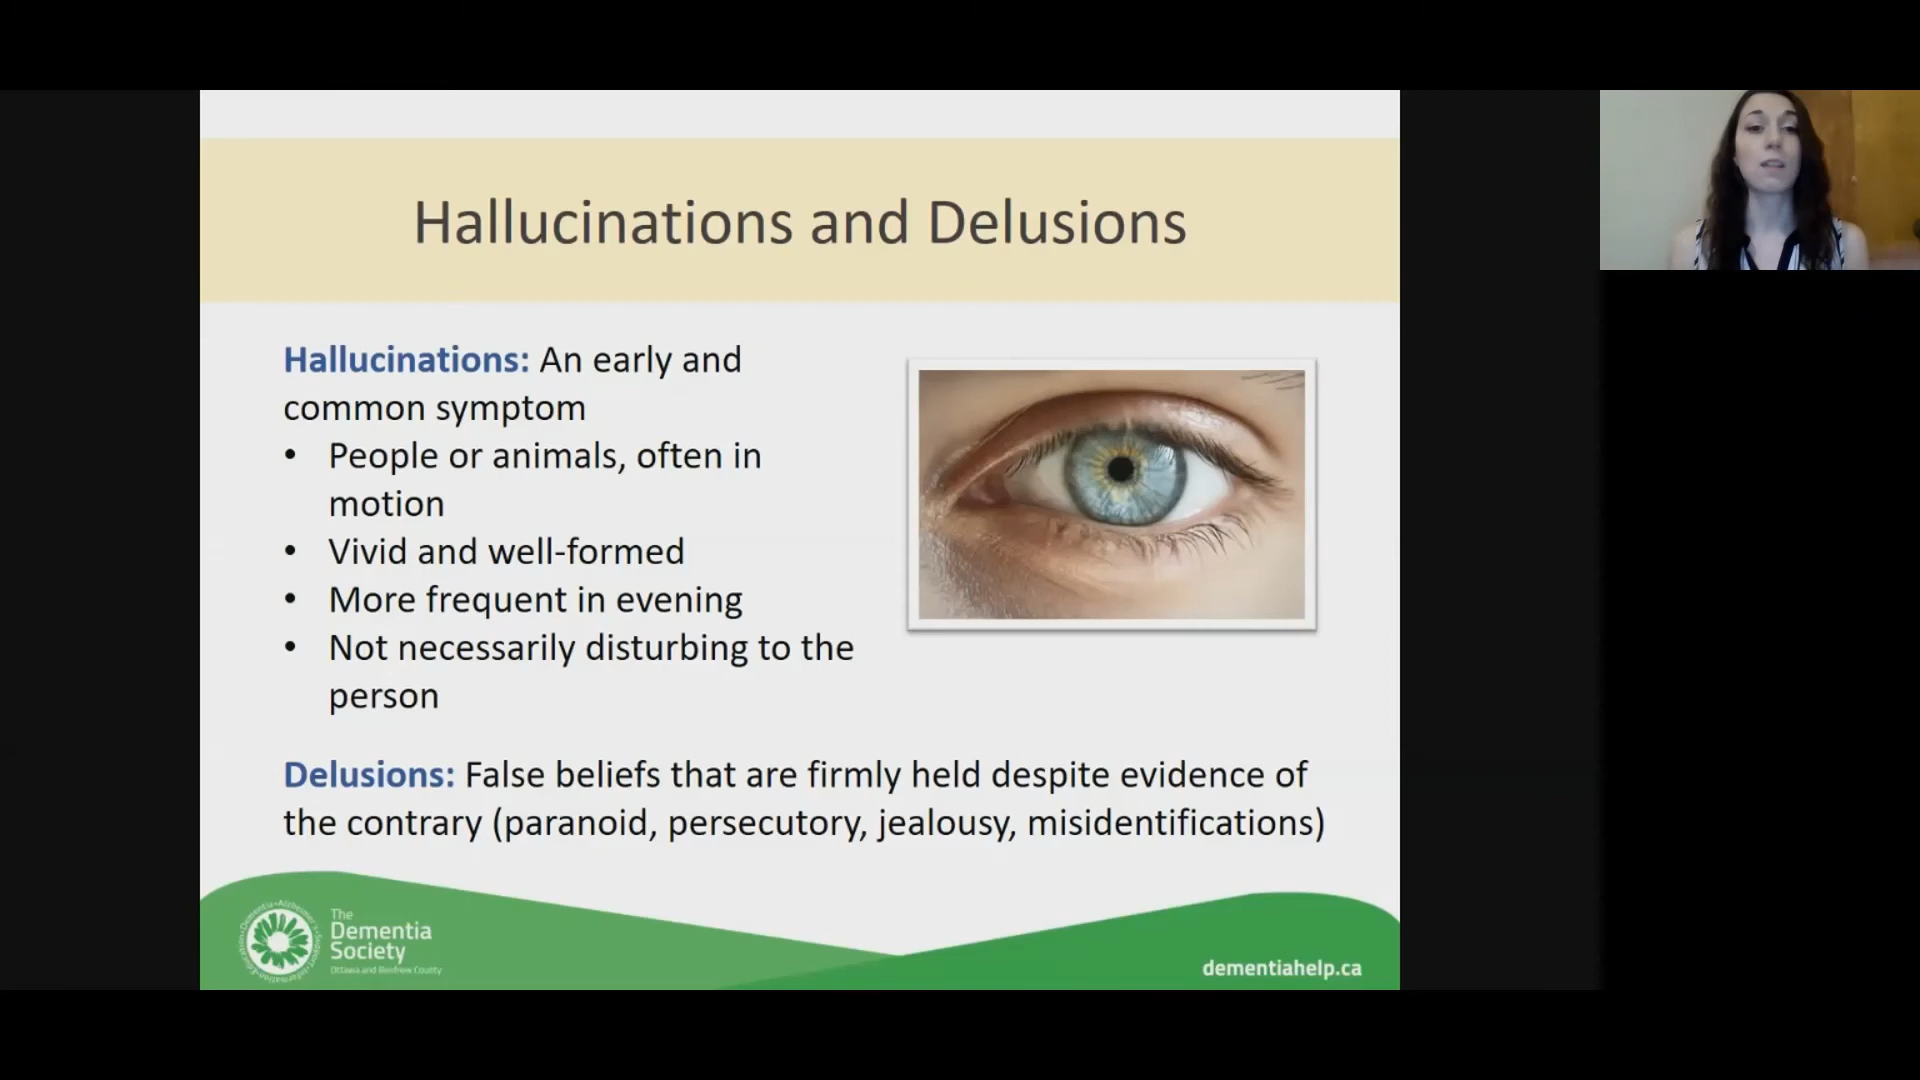 Hallucinations and Delusions
Hallucinations: An early and
common symptom
• People or animals, often in
motion
• Vivid and well-formed
• More frequent in evening
• Not necessarily disturbing to the
person
Delusions: False beliefs that are firmly held despite evidence of
the contrary (paranoid, persecutory, jealousy, misidentifications)
The
Dementia
Society
Ottawa and Renfrew County
dementiahelp.ca